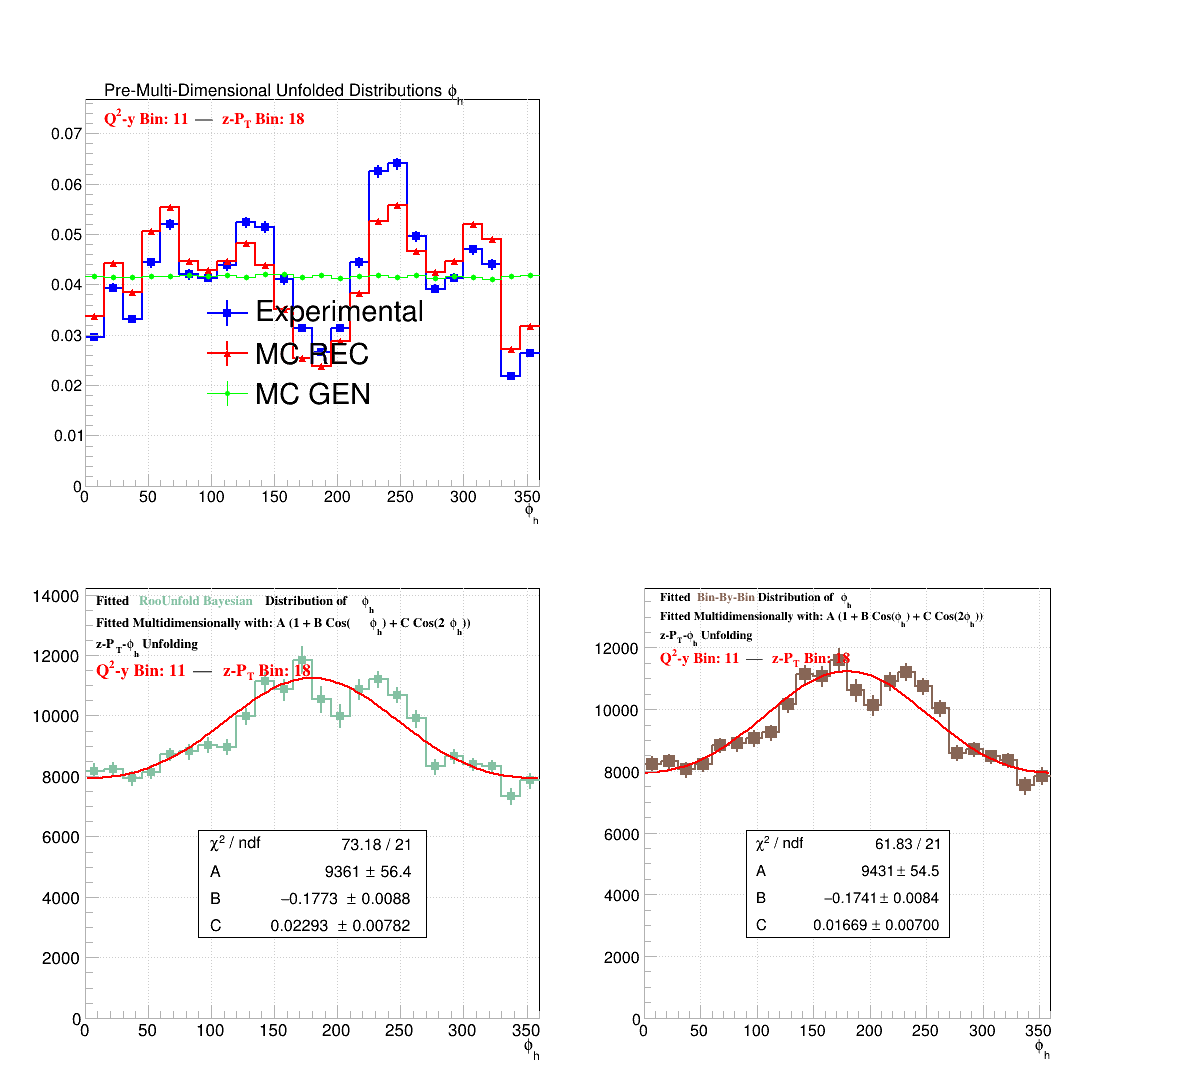 Pre-Multi-Dimensional Unfolded Distributions ϕh
Q2-y Bin: 11 — z-PT Bin: 18
0.07
0.06
0.05
0.04
0.03
0.02
0.01
0
Experimental
MC REC
MC GEN
0 50 100 150 200 250 300 350
ϕh
Fitted RooUnfold Bayesian Distribution of ϕh
Fitted Multidimensionally with: A (1 + B Cos( ϕh) + C Cos(2 ϕh))
z-PT-ϕh Unfolding
Q2-y Bin: 11 — z-PT Bin: 18
14000
12000
10000
8000
6000
4000
2000
0
χ2 / ndf 73.18 / 21
A 9361 ± 56.4
B −0.1773 ± 0.0088
C 0.02293 ± 0.00782
0 50 100 150 200 250 300 350
ϕh
Fitted Bin-By-Bin Distribution of ϕh
Fitted Multidimensionally with: A (1 + B Cos(ϕh) + C Cos(2ϕh))
z-PT-ϕh Unfolding
Q2-y Bin: 11 — z-PT Bin: 18
12000
10000
8000
6000
4000
2000
0
χ2 / ndf 61.83 / 21
A 9431 ± 54.5
B −0.1741 ± 0.0084
C 0.01669 ± 0.00700
0 50 100 150 200 250 300 350
ϕh